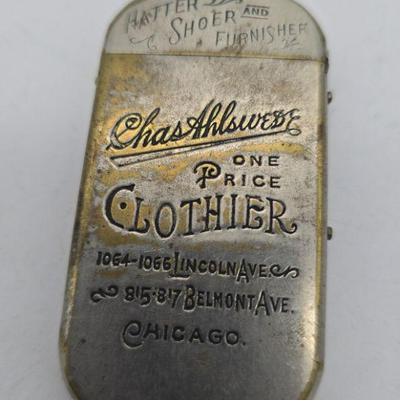 HATTER
SHOER AND
FURNISHER
Chas Ahlswede
ONE
PRICE
CLOTHIER
1064-1066 LINCOLN AVE.
815-817 BELMONT AVE.
CHICAGO.